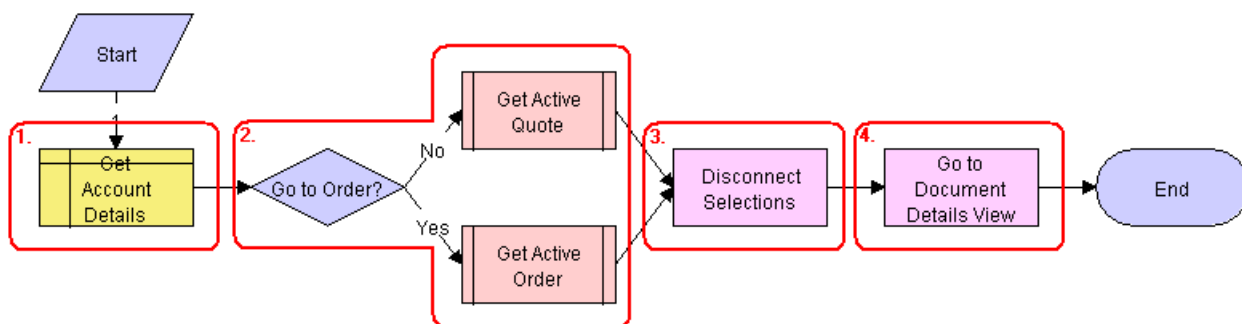 Start
1
1.
Get
Account
Details
2.
Go to Order?
No
Yes
Get Active
Quote
Get Active
Order
3.
Disconnect
Selections
4.
Go to
Document
Details View
End